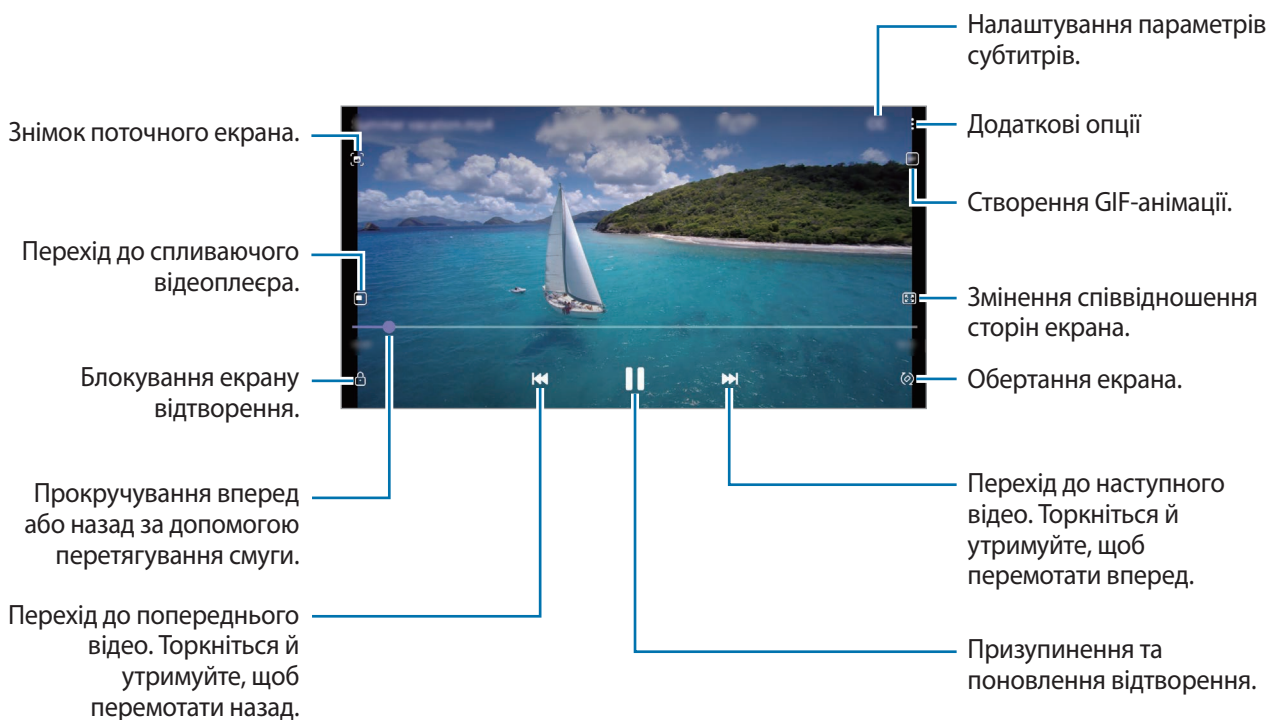 Налаштування параметрів
субтитрів.
Знімок поточного екрана.
Додаткові опції
Створення GIF-анімації.
Перехід до спливаючого
відеоплеєра.
Змінення співвідношення
сторін екрана.
Блокування екрану
відтворення.
Обертання екрана.
Прокручування вперед
або назад за допомогою
перетягування смуги.
Перехід до наступного
відео. Торкніться й
утримуйте, щоб
перемотати вперед.
Перехід до попереднього
відео. Торкніться й
утримуйте, щоб
перемотати назад.
Призупинення та
поновлення відтворення.